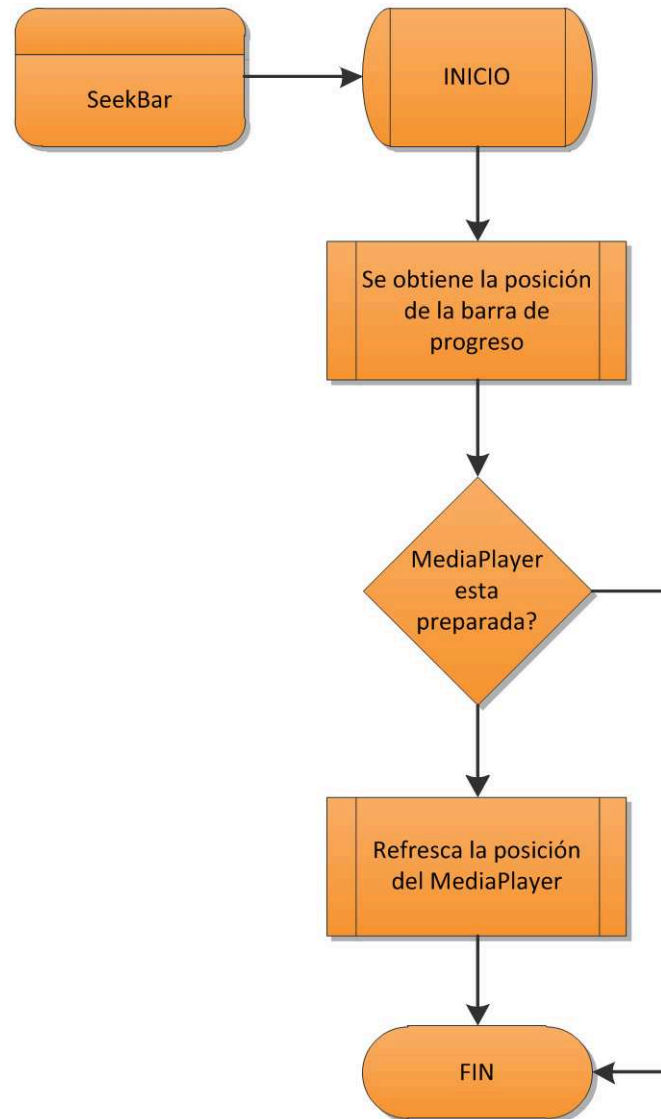 SeekBar
INICIO
Se obtiene la posición
de la barra de
progreso
MediaPlayer
esta
preparada?
Refresca la posición
del MediaPlayer
FIN